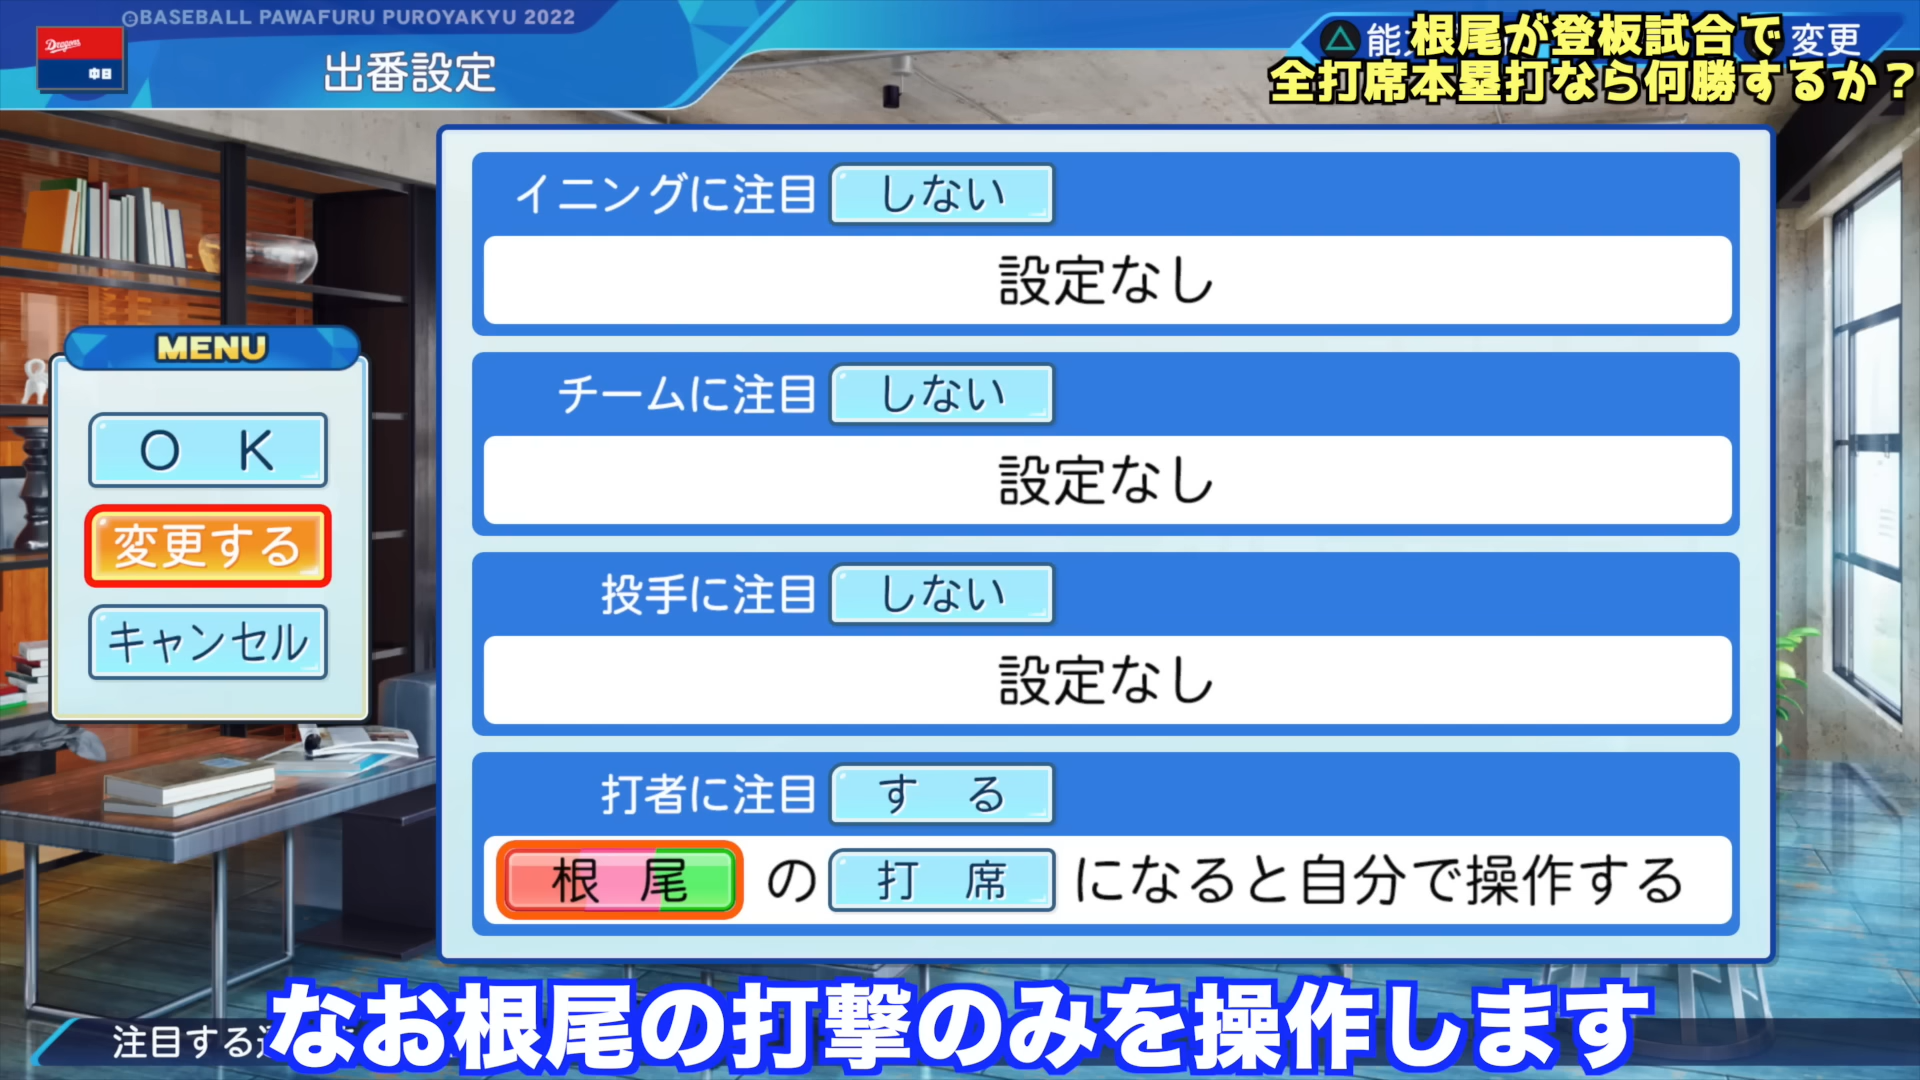 ©BASEBALL PAWAFURU PUROYAKYU 2022
Dragons
中日
出番設定
能
変更
根尾が登板試合で
全打席本塁打なら何勝するか？
イニングに注目 しない
設定なし
チームに注目 しない
設定なし
投手に注目 しない
設定なし
打者に注目 する
根尾 の 打席 になると自分で操作する
MENU
OK
変更する
キャンセル
注目する
なお根尾の打撃のみを操作します